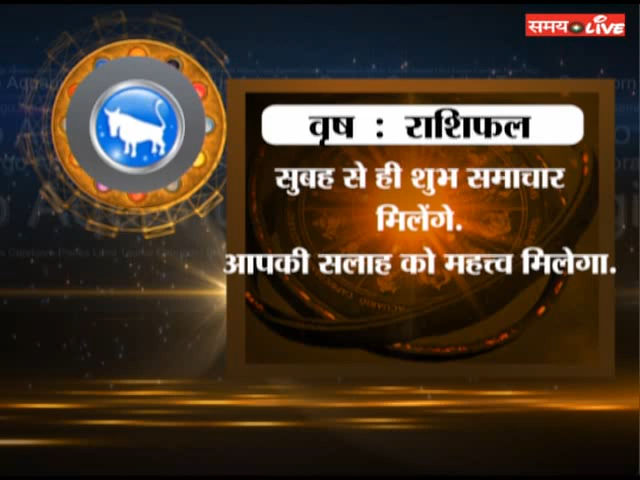 समय LIVE
वृष : राशिफल
सुबह से ही शुभ समाचार
मिलेंगे.
आपकी सलाह को महत्त्व मिलेगा.